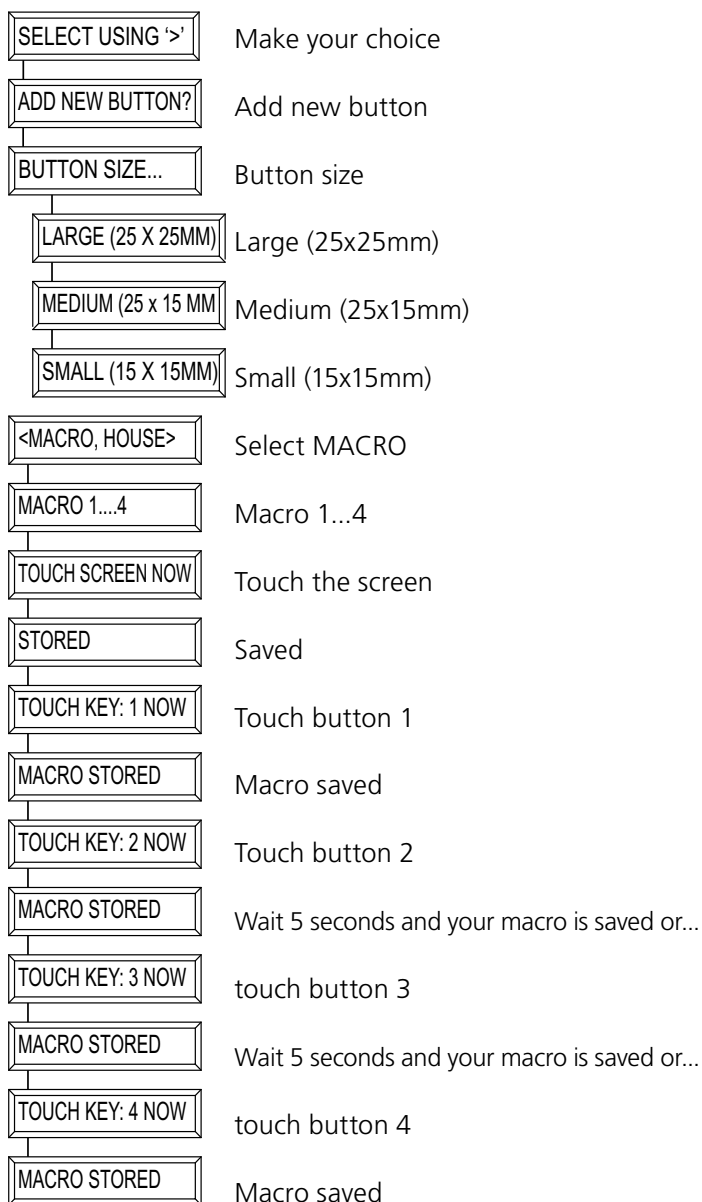 SELECT USING ‘>’ Make your choice
ADD NEW BUTTON? Add new button
BUTTON SIZE... Button size
LARGE (25 X 25MM) Large (25x25mm)
MEDIUM (25 x 15 MM Medium (25x15mm)
SMALL (15 X 15MM) Small (15x15mm)
<MACRO, HOUSE> Select MACRO
MACRO 1....4 Macro 1...4
TOUCH SCREEN NOW Touch the screen
STORED Saved
TOUCH KEY: 1 NOW Touch button 1
MACRO STORED Macro saved
TOUCH KEY: 2 NOW Touch button 2
MACRO STORED Wait 5 seconds and your macro is saved or...
TOUCH KEY: 3 NOW touch button 3
MACRO STORED Wait 5 seconds and your macro is saved or...
TOUCH KEY: 4 NOW touch button 4
MACRO STORED Macro saved